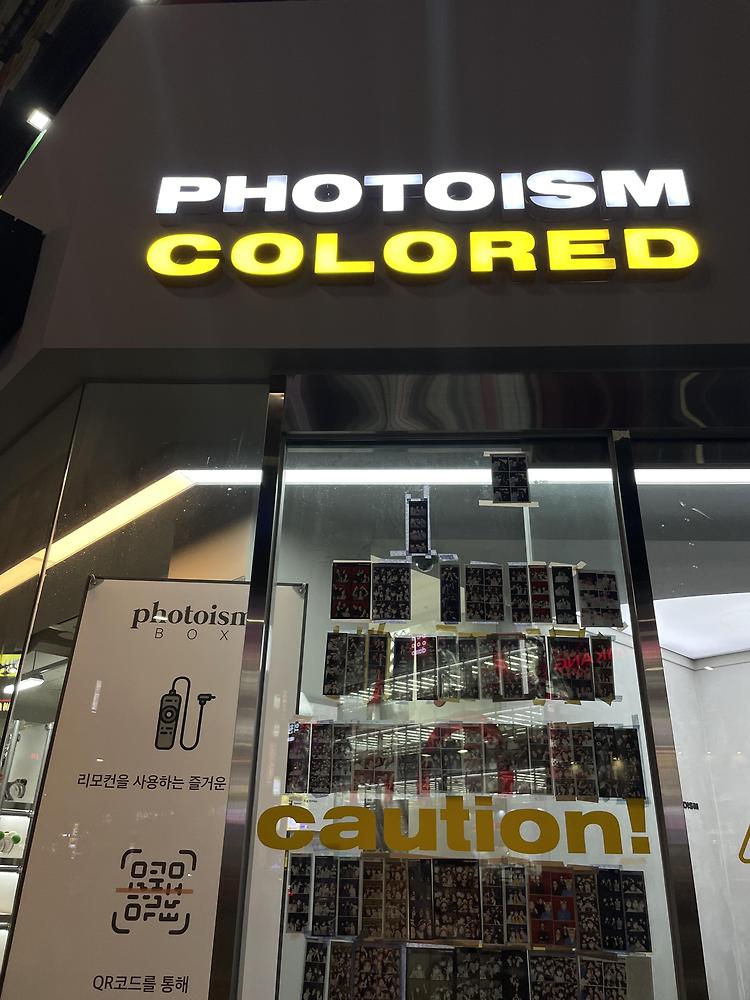 PHOTOISM
COLORED
photoism
BOX
리모컨을 사용하는 즐거운
QR코드를 통해
caution!